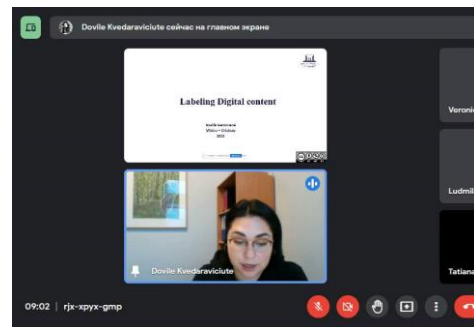 Dovile Kvedaraviciute сейчас на главном экране
Labeling Digital content
Dovile Kvedaraviciute
Veronic
Ludmil
Tatiana
09:02 | rjx-xpyx-gmp